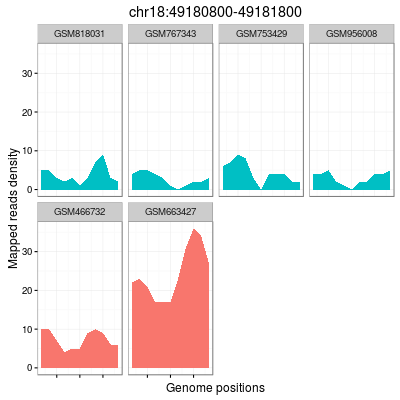 chr18:49180800-49181800
GSM818031 GSM767343 GSM753429 GSM956008
30
20
10
0
GSM466732 GSM663427
30
20
10
0
Mapped reads density
Genome positions